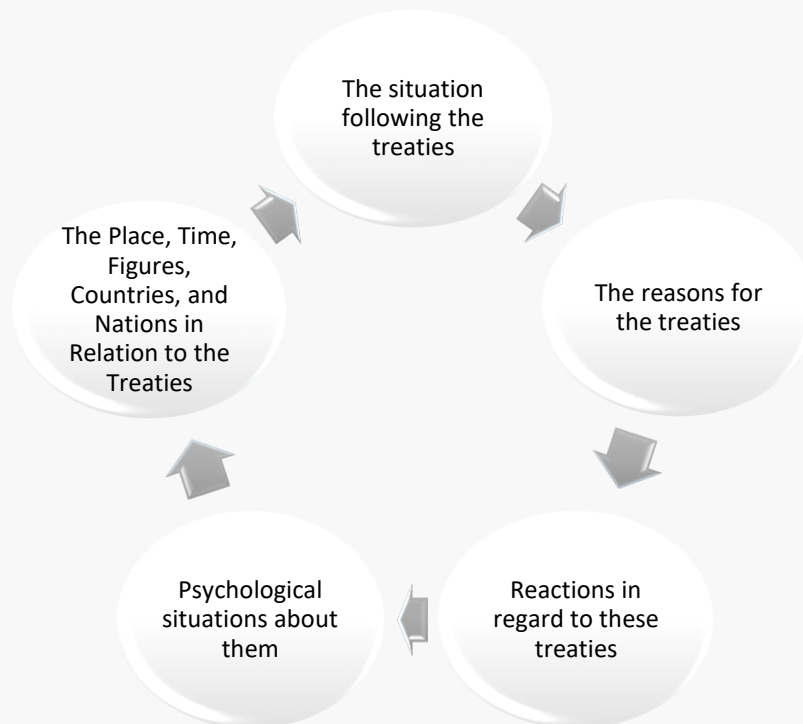 The situation
following the
treaties
The reasons for
the treaties
Reactions in
regard to these
treaties
Psychological
situations about
them
The Place, Time,
Figures,
Countries, and
Nations in
Relation to the
Treaties